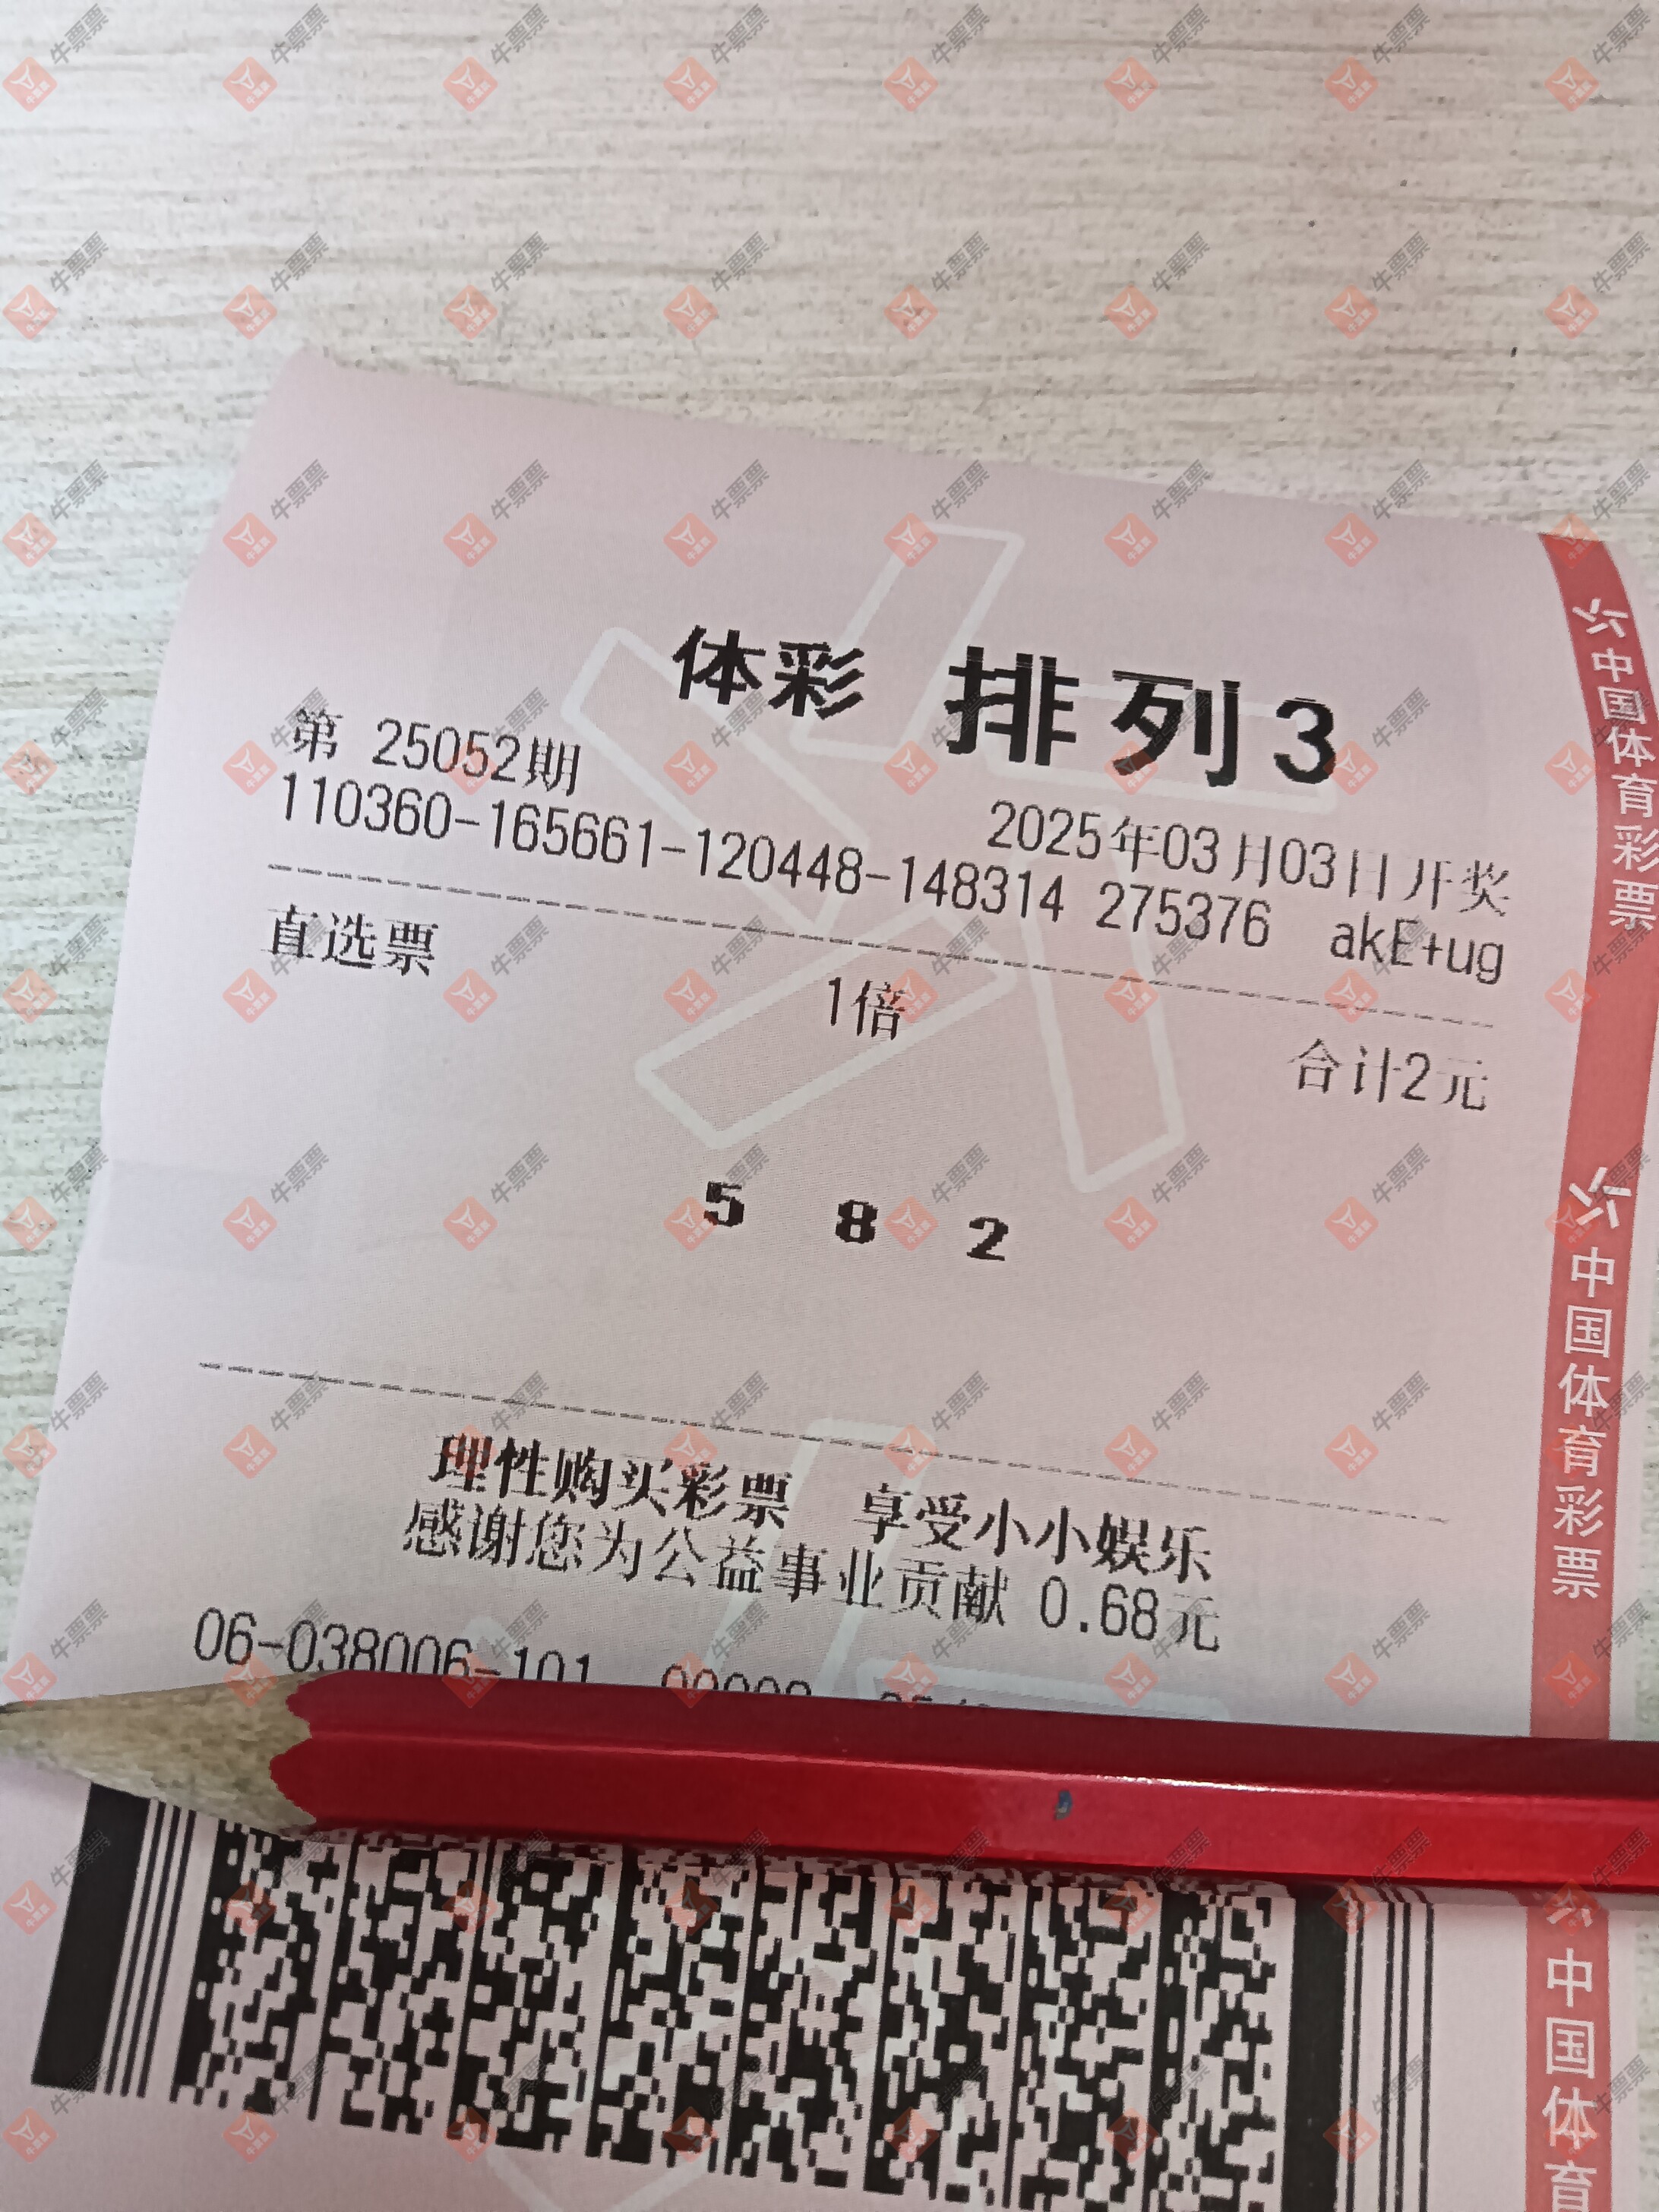 体彩 排列3
第 25052期
2025年03月03日开奖
110360-165661-120448-148314 275376 akE+ug
直选票
1倍
合计2元
5 8 2
理性购买彩票 享受小小娱乐
感谢您为公益事业贡献 0.68元
06-038006-101
中国体育彩票
中国体育彩票
中国体育
牛票票